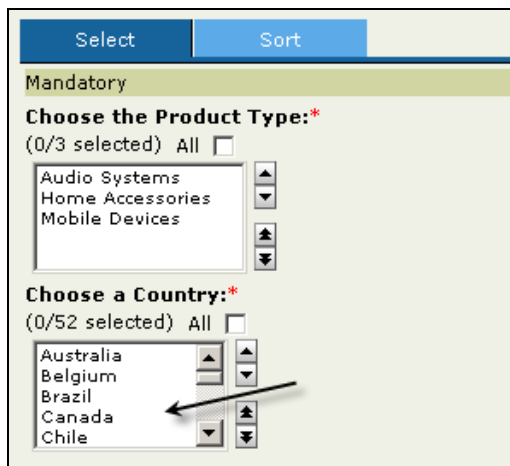 Select Sort
Mandatory
Choose the Product Type:*
(0/3 selected) All
Audio Systems
Home Accessories
Mobile Devices
Choose a Country:*
(0/52 selected) All
Australia
Belgium
Brazil
Canada
Chile